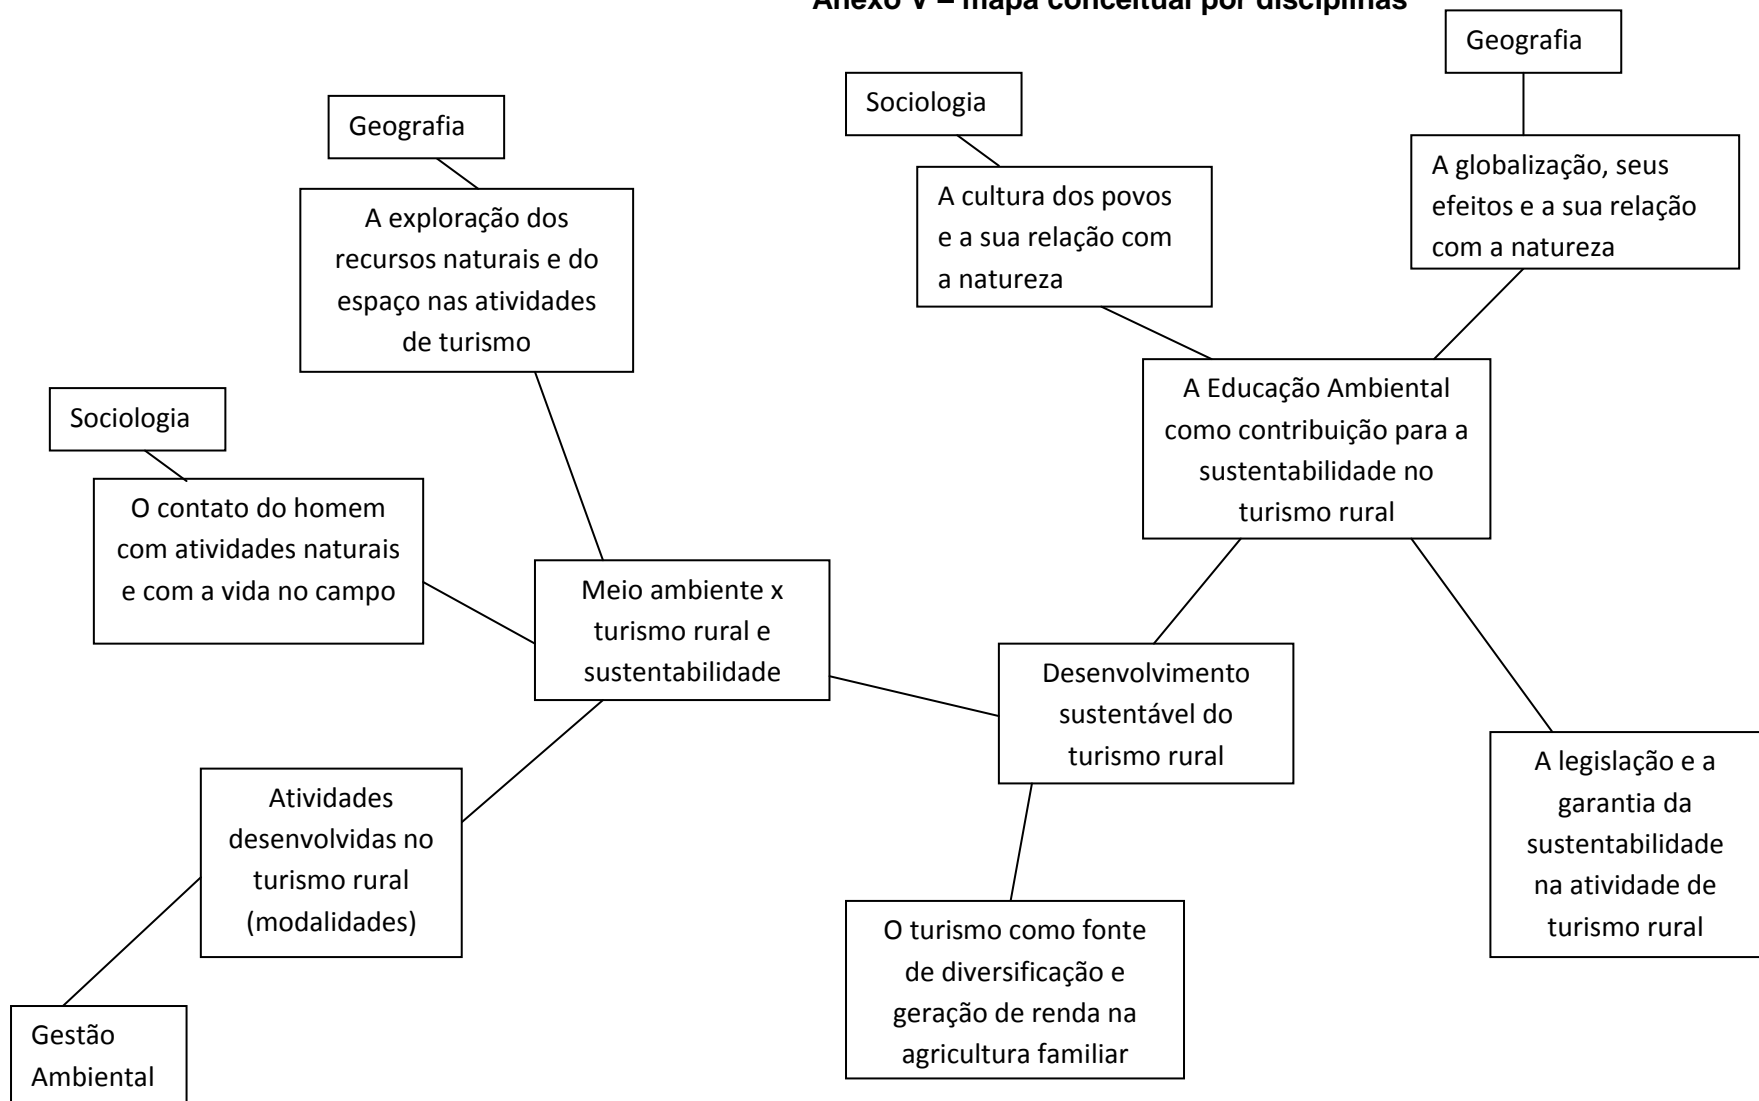 Anexo V – mapa conceitual por disciplinas
Geografia
Sociologia
Geografia
A globalização, seus
efeitos e a sua relação
com a natureza
A cultura dos povos
e a sua relação com
a natureza
A exploração dos
recursos naturais e do
espaço nas atividades
de turismo
A Educação Ambiental
como contribuição para a
sustentabilidade no
turismo rural
Sociologia
O contato do homem
com atividades naturais
e com a vida no campo
Meio ambiente x
turismo rural e
sustentabilidade
Desenvolvimento
sustentável do
turismo rural
A legislação e a
garantia da
sustentabilidade
na atividade de
turismo rural
Atividades
desenvolvidas no
turismo rural
(modalidades)
O turismo como fonte
de diversificação e
geração de renda na
agricultura familiar
Gestão
Ambiental